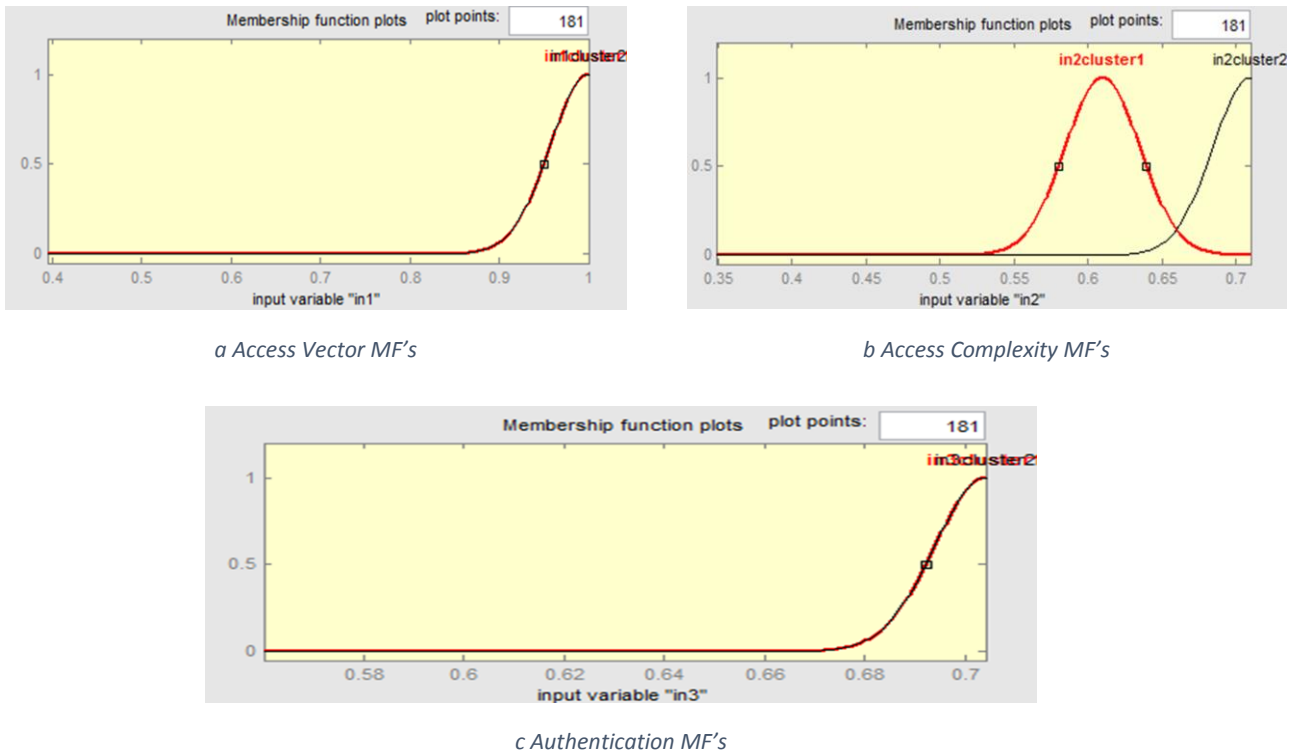 Membership function plots plot points: 181
in1cluster2
1
0.5
0
0.4 0.5 0.6 0.7 0.8 0.9 1
input variable "in1"
a Access Vector MF's
Membership function plots plot points: 181
in2cluster1 in2cluster2
1
0.5
0
0.35 0.4 0.45 0.5 0.55 0.6 0.65 0.7
input variable "in2"
b Access Complexity MF's
Membership function plots plot points: 181
1
0.5
0
0.58 0.6 0.62 0.64 0.66 0.68 0.7
input variable "in3"
c Authentication MF's